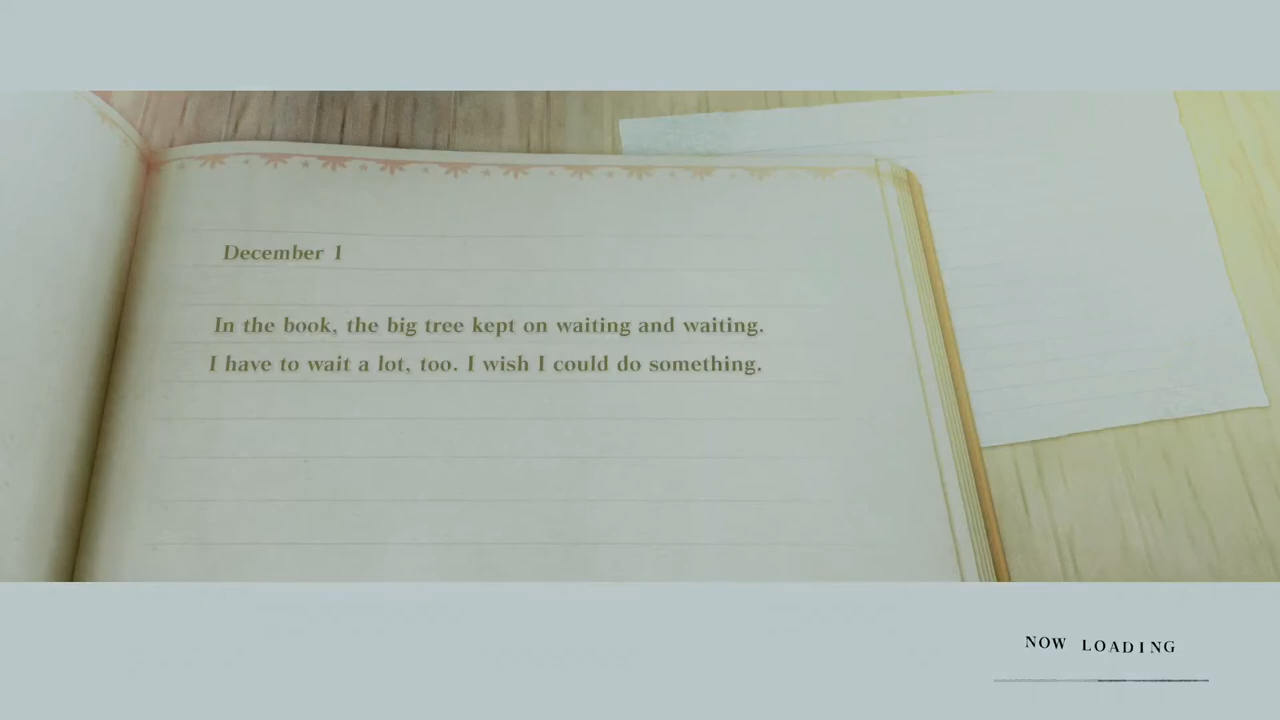 December 1
In the book, the big tree kept on waiting and waiting.
I have to wait a lot, too. I wish I could do something.
NOW LOADING